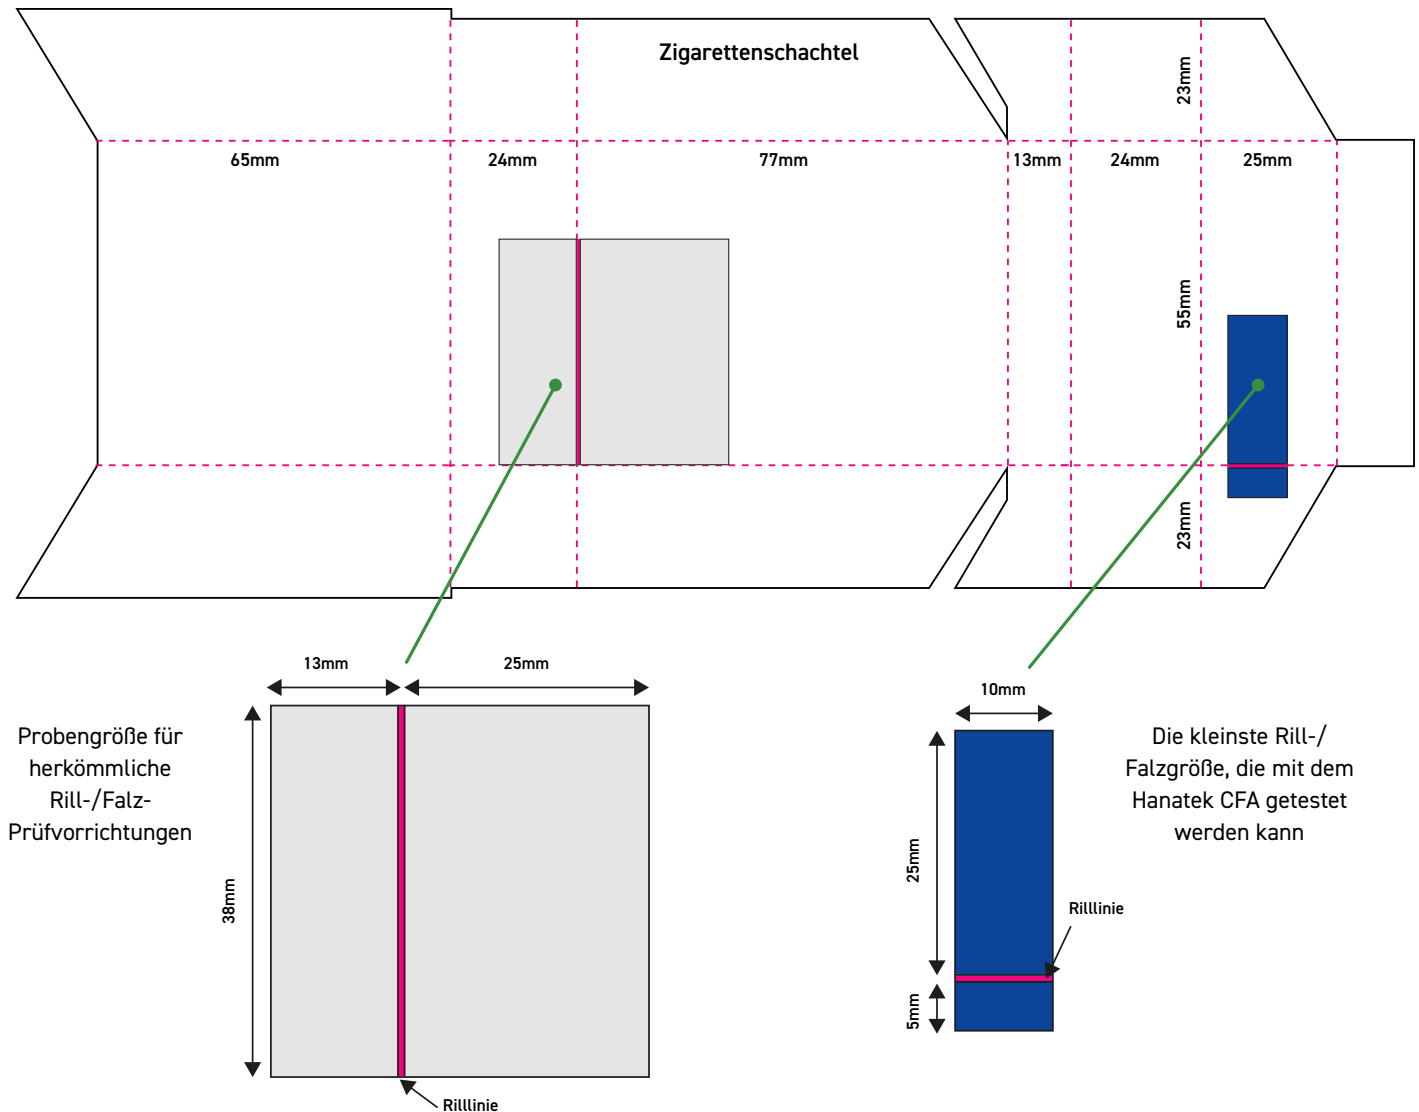 Zigarettenschachtel
23mm
65mm
24mm
77mm
13mm
24mm
25mm
55mm
23mm
13mm
25mm
38mm
Probengröße für
herkömmliche
Rill-/Falz-
Prüfvorrichtungen
Rilllinie
10mm
25mm
5mm
Rilllinie
Die kleinste Rill-/
Falzgröße, die mit dem
Hanatek CFA getestet
werden kann